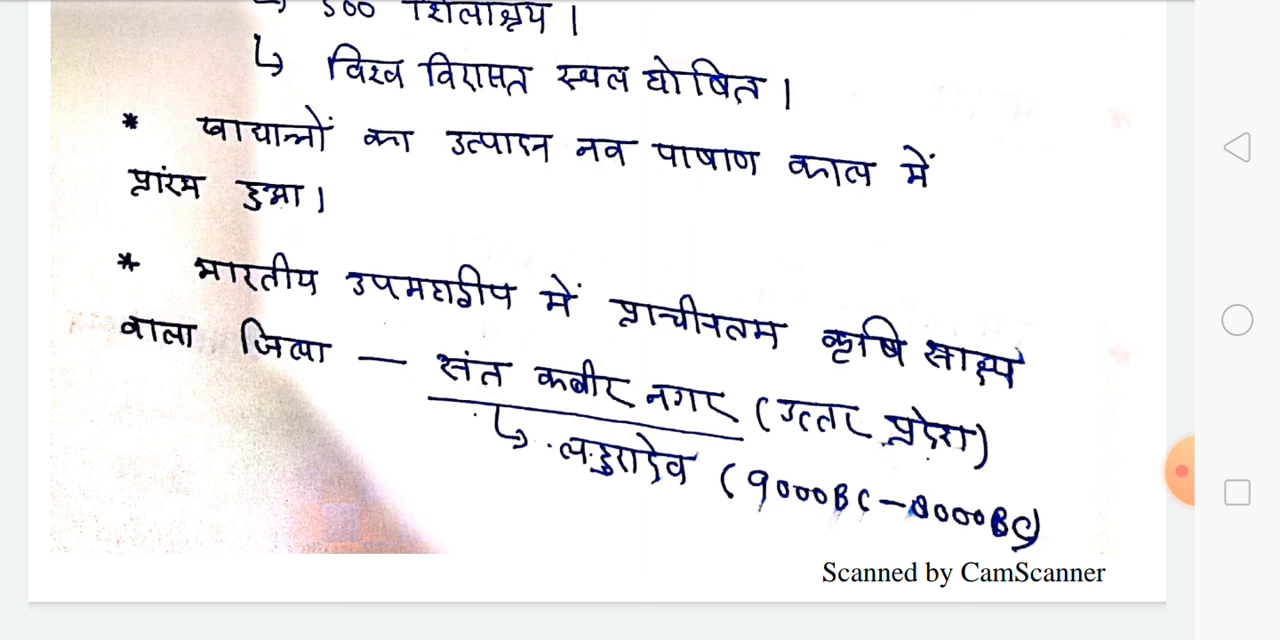 ↳ 500 शिलाश्रय ।
↳ विश्व विरासत स्थल घोषित ।
* खाद्यान्नों का उत्पादन नव पाषाण काल में
प्रारंभ हुआ ।
* भारतीय उपमहाद्वीप में प्राचीनतम कृषि साक्ष्य
वाला जिला — संत कबीर नगर (उत्तर प्रदेश)
↳ लहुरादेव (9000BC-8000BC)
Scanned by CamScanner